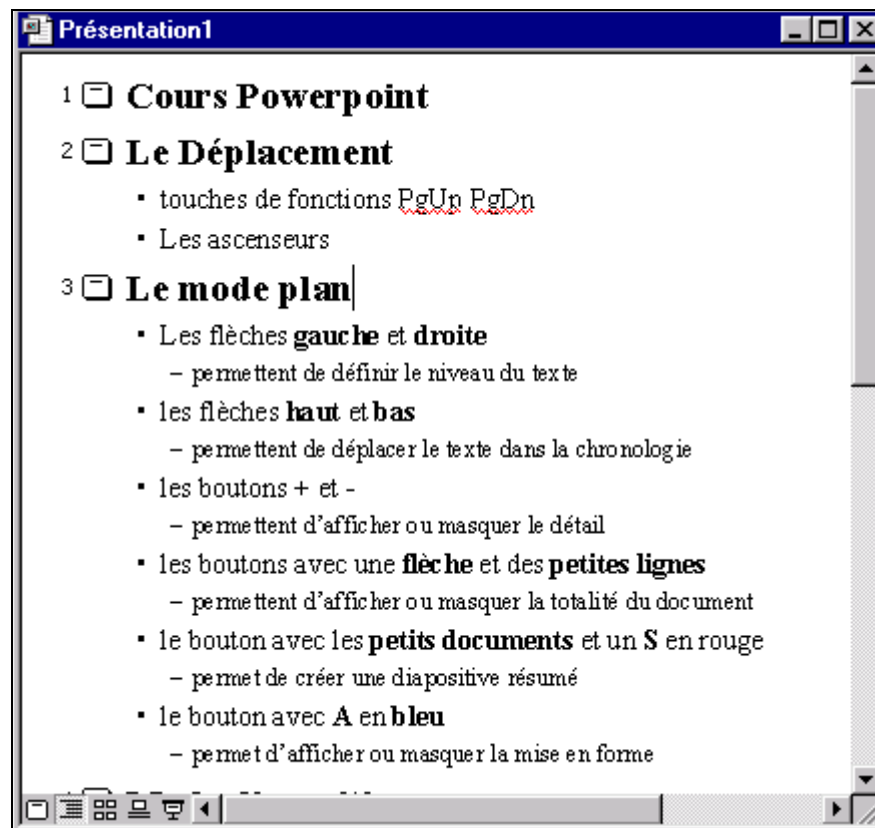 Présentation1
1 Cours Powerpoint
2 Le Déplacement
▪ touches de fonctions PgUp PgDn
▪ Les ascenseurs
3 Le mode plan
▪ Les flèches gauche et droite
– permettent de définir le niveau du texte
▪ les flèches haut et bas
– permettent de déplacer le texte dans la chronologie
▪ les boutons + et -
– permettent d'afficher ou masquer le détail
▪ les boutons avec une flèche et des petites lignes
– permettent d'afficher ou masquer la totalité du document
▪ le bouton avec les petits documents et un S en rouge
– permet de créer une diapositive résumé
▪ le bouton avec A en bleu
– permet d'afficher ou masquer la mise en forme